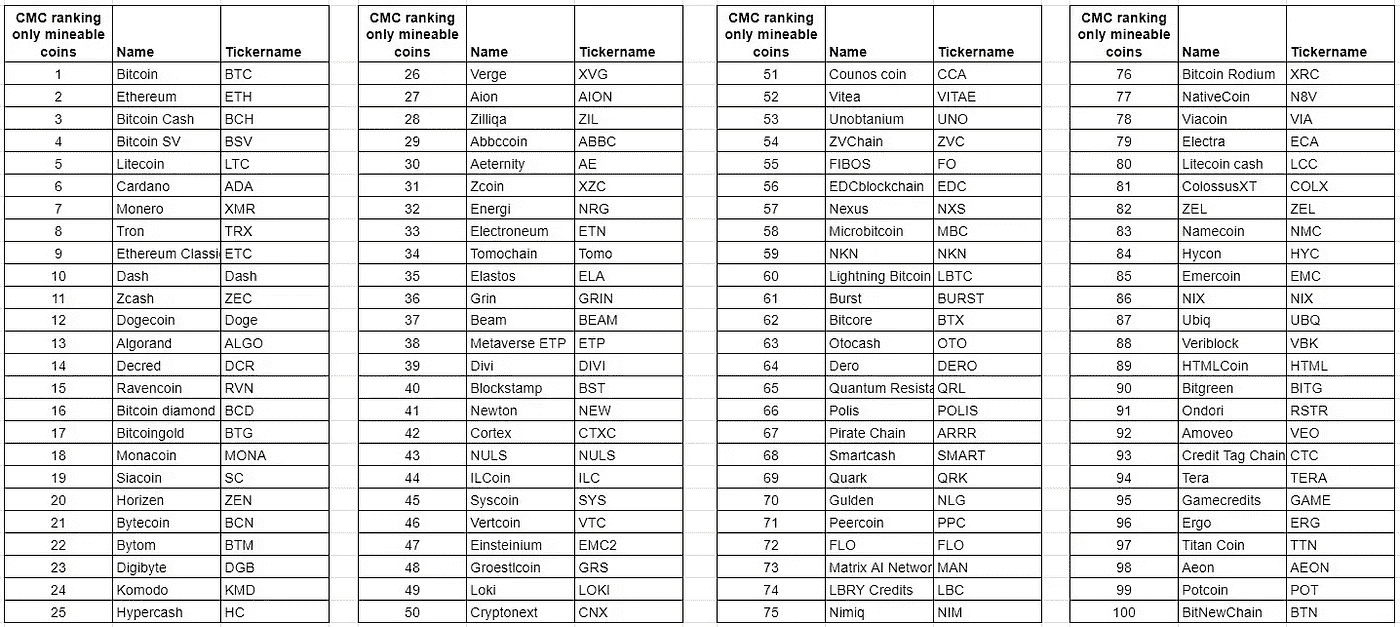 CMC ranking only mineable coins Name Tickername
1 Bitcoin BTC
2 Ethereum ETH
3 Bitcoin Cash BCH
4 Bitcoin SV BSV
5 Litecoin LTC
6 Cardano ADA
7 Monero XMR
8 Tron TRX
9 Ethereum Classi ETC
10 Dash Dash
11 Zcash ZEC
12 Dogecoin Doge
13 Algorand ALGO
14 Decred DCR
15 Ravencoin RVN
16 Bitcoin diamond BCD
17 Bitcoingold BTG
18 Monacoin MONA
19 Siacoin SC
20 Horizen ZEN
21 Bytecoin BCN
22 Bytom BTM
23 Digibyte DGB
24 Komodo KMD
25 Hypercash HC
CMC ranking only mineable coins Name Tickername
26 Verge XVG
27 Aion AION
28 Zilliqa ZIL
29 Abbccoin ABBC
30 Aeternity AE
31 Zcoin XZC
32 Energi NRG
33 Electroneum ETN
34 Tomochain Tomo
35 Elastos ELA
36 Grin GRIN
37 Beam BEAM
38 Metaverse ETP ETP
39 Divi DIVI
40 Blockstamp BST
41 Newton NEW
42 Cortex CTXC
43 NULS NULS
44 ILCoin ILC
45 Syscoin SYS
46 Vertcoin VTC
47 Einsteinium EMC2
48 Groestlcoin GRS
49 Loki LOKI
50 Cryptonext CNX
CMC ranking only mineable coins Name Tickername
51 Counos coin CCA
52 Vitea VITAE
53 Unobtanium UNO
54 ZVChain ZVC
55 FIBOS FO
56 EDCblockchain EDC
57 Nexus NXS
58 Microbitcoin MBC
59 NKN NKN
60 Lightning Bitcoin LBTC
61 Burst BURST
62 Bitcore BTX
63 Otocash OTO
64 Dero DERO
65 Quantum Resista QRL
66 Polis POLIS
67 Pirate Chain ARRR
68 Smartcash SMART
69 Quark QRK
70 Gulden NLG
71 Peercoin PPC
72 FLO FLO
73 Matrix AI Networ MAN
74 LBRY Credits LBC
75 Nimiq NIM
CMC ranking only mineable coins Name Tickername
76 Bitcoin Rodium XRC
77 NativeCoin N8V
78 Viacoin VIA
79 Electra ECA
80 Litecoin cash LCC
81 ColossusXT COLX
82 ZEL ZEL
83 Namecoin NMC
84 Hycon HYC
85 Emercoin EMC
86 NIX NIX
87 Ubiq UBQ
88 Veriblock VBK
89 HTMLCoin HTML
90 Bitgreen BITG
91 Ondori RSTR
92 Amoveo VEO
93 Credit Tag Chain CTC
94 Tera TERA
95 Gamecredits GAME
96 Ergo ERG
97 Titan Coin TTN
98 Aeon AEON
99 Potcoin POT
100 BitNewChain BTN